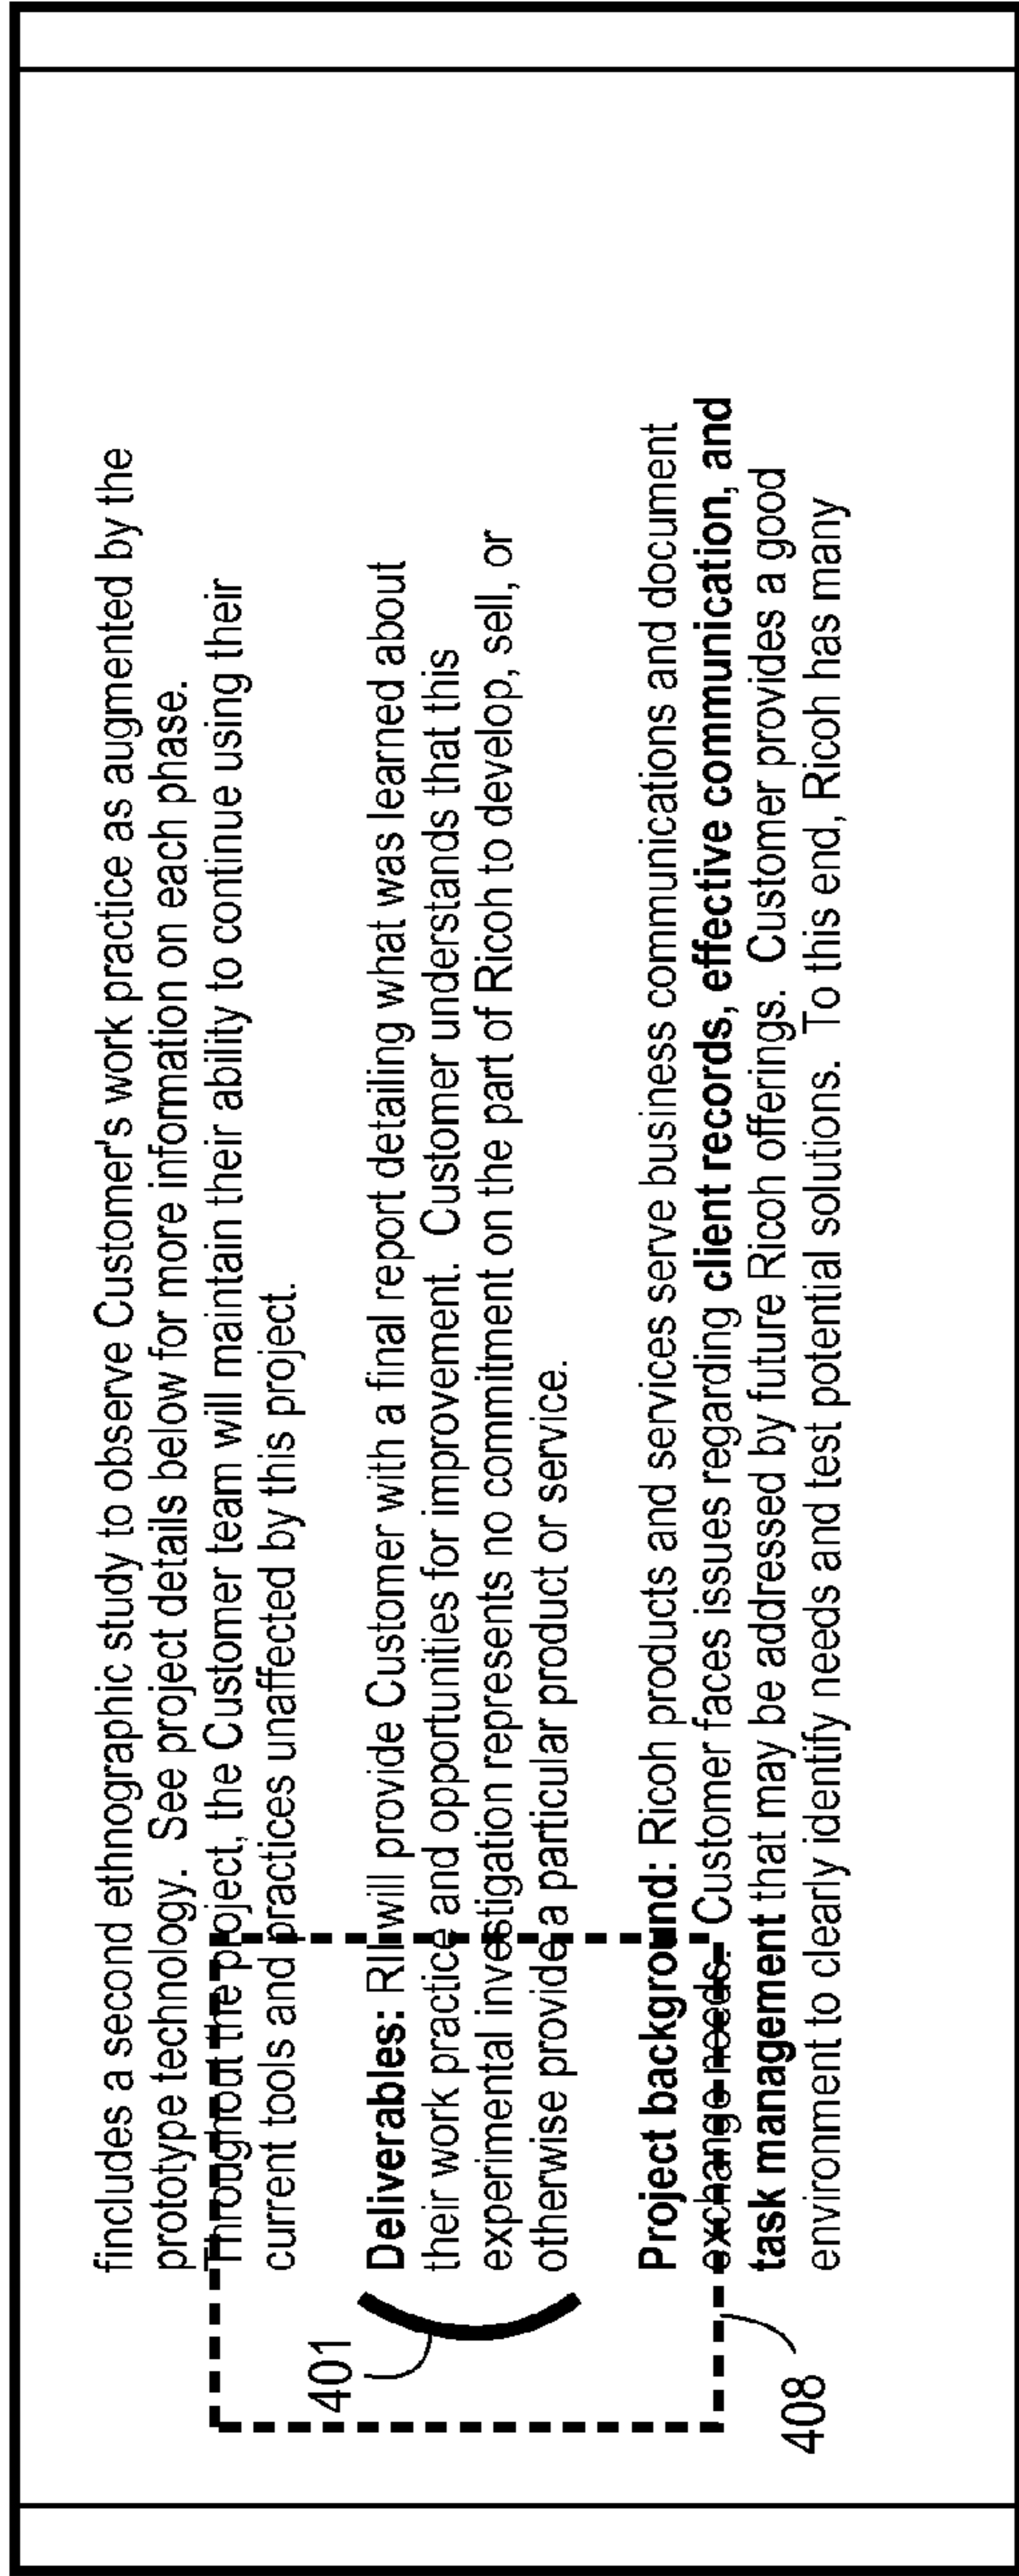 fincludes a second ethnographic study to observe Customer's work practice as augmented by the
prototype technology.  See project details below for more information on each phase.
Throughout the project, the Customer team will maintain their ability to continue using their
current tools and practices unaffected by this project.
401
Deliverables: RII will provide Customer with a final report detailing what was learned about
their work practice and opportunities for improvement.  Customer understands that this
experimental investigation represents no commitment on the part of Ricoh to develop, sell, or
otherwise provide a particular product or service.
Project background: Ricoh products and services serve business communications and document
exchange needs.  Customer faces issues regarding client records, effective communication, and
task management that may be addressed by future Ricoh offerings.  Customer provides a good
environment to clearly identify needs and test potential solutions.  To this end, Ricoh has many
408